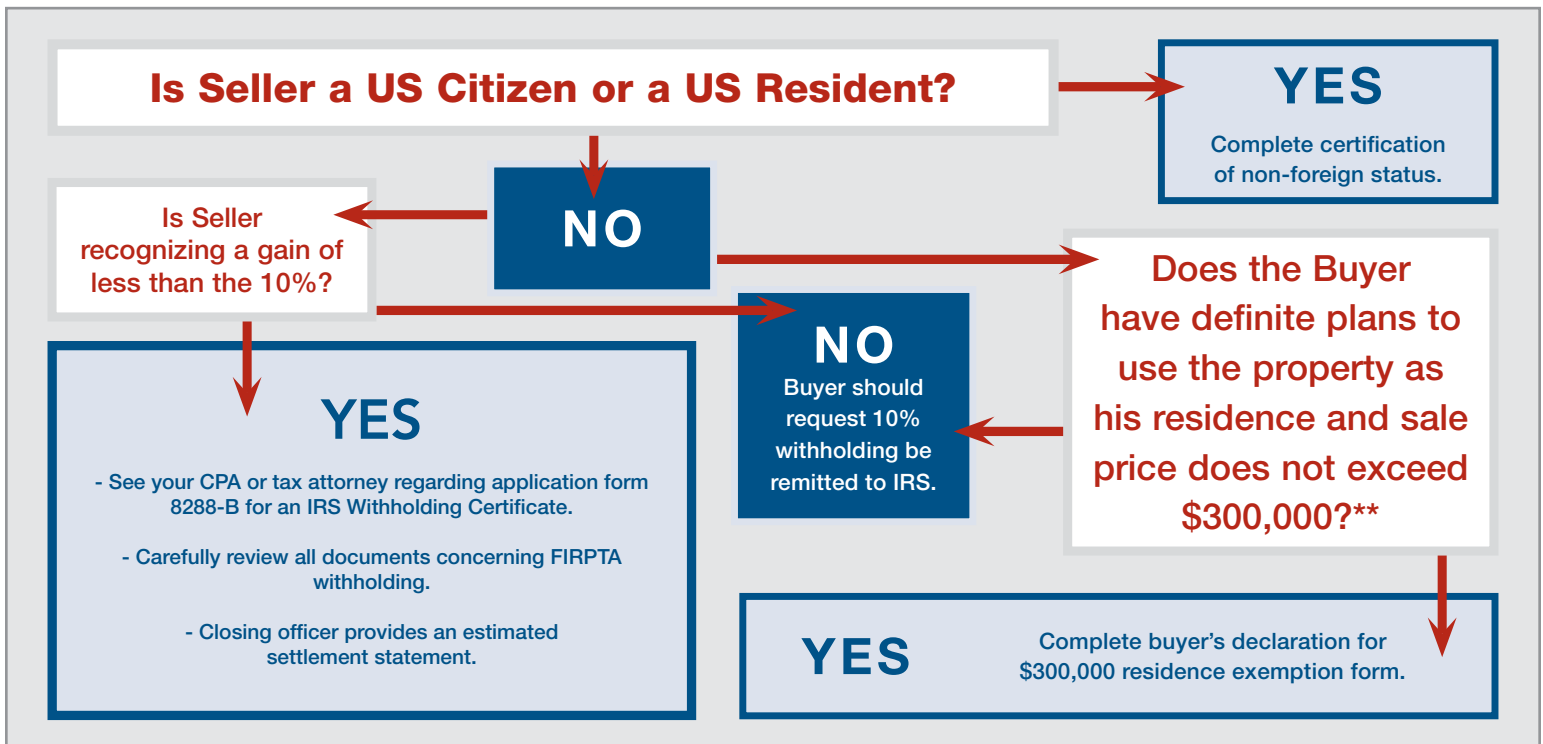 Is Seller a US Citizen or a US Resident?
YES
Complete certification
of non-foreign status.
NO
Is Seller
recognizing a gain of
less than the 10%?
Does the Buyer
have definite plans to
use the property as
his residence and sale
price does not exceed
$300,000?**
NO
Buyer should
request 10%
withholding be
remitted to IRS.
YES
- See your CPA or tax attorney regarding application form
8288-B for an IRS Withholding Certificate.
- Carefully review all documents concerning FIRPTA
withholding.
- Closing officer provides an estimated
settlement statement.
YES
Complete buyer’s declaration for
$300,000 residence exemption form.